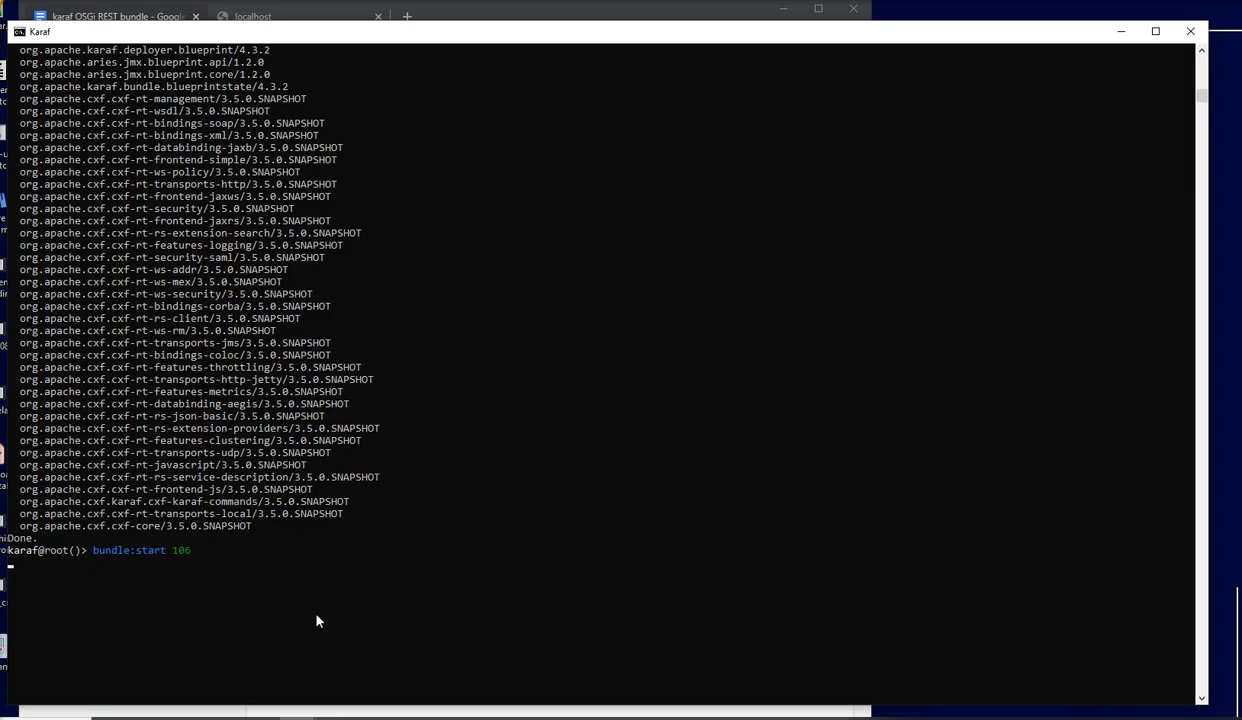 karaf OSGi REST bundle - Google
localhost
Karaf
org.apache.karaf.deployer.blueprint/4.3.2
org.apache.aries.jmx.blueprint.api/1.2.0
org.apache.aries.jmx.blueprint.core/1.2.0
org.apache.karaf.bundle.blueprintstate/4.3.2
org.apache.cxf.cxf-rt-management/3.5.0.SNAPSHOT
org.apache.cxf.cxf-rt-wsdl/3.5.0.SNAPSHOT
org.apache.cxf.cxf-rt-bindings-soap/3.5.0.SNAPSHOT
org.apache.cxf.cxf-rt-bindings-xml/3.5.0.SNAPSHOT
org.apache.cxf.cxf-rt-databinding-jaxb/3.5.0.SNAPSHOT
org.apache.cxf.cxf-rt-frontend-simple/3.5.0.SNAPSHOT
org.apache.cxf.cxf-rt-ws-policy/3.5.0.SNAPSHOT
org.apache.cxf.cxf-rt-transports-http/3.5.0.SNAPSHOT
org.apache.cxf.cxf-rt-frontend-jaxws/3.5.0.SNAPSHOT
org.apache.cxf.cxf-rt-security/3.5.0.SNAPSHOT
org.apache.cxf.cxf-rt-frontend-jaxrs/3.5.0.SNAPSHOT
org.apache.cxf.cxf-rt-rs-extension-search/3.5.0.SNAPSHOT
org.apache.cxf.cxf-rt-features-logging/3.5.0.SNAPSHOT
org.apache.cxf.cxf-rt-security-saml/3.5.0.SNAPSHOT
org.apache.cxf.cxf-rt-ws-addr/3.5.0.SNAPSHOT
org.apache.cxf.cxf-rt-ws-mex/3.5.0.SNAPSHOT
org.apache.cxf.cxf-rt-ws-security/3.5.0.SNAPSHOT
org.apache.cxf.cxf-rt-bindings-corba/3.5.0.SNAPSHOT
org.apache.cxf.cxf-rt-rs-client/3.5.0.SNAPSHOT
org.apache.cxf.cxf-rt-ws-rm/3.5.0.SNAPSHOT
org.apache.cxf.cxf-rt-transports-jms/3.5.0.SNAPSHOT
org.apache.cxf.cxf-rt-bindings-coloc/3.5.0.SNAPSHOT
org.apache.cxf.cxf-rt-features-throttling/3.5.0.SNAPSHOT
org.apache.cxf.cxf-rt-transports-http-jetty/3.5.0.SNAPSHOT
org.apache.cxf.cxf-rt-features-metrics/3.5.0.SNAPSHOT
org.apache.cxf.cxf-rt-databinding-aegis/3.5.0.SNAPSHOT
org.apache.cxf.cxf-rt-rs-json-basic/3.5.0.SNAPSHOT
org.apache.cxf.cxf-rt-rs-extension-providers/3.5.0.SNAPSHOT
org.apache.cxf.cxf-rt-features-clustering/3.5.0.SNAPSHOT
org.apache.cxf.cxf-rt-transports-udp/3.5.0.SNAPSHOT
org.apache.cxf.cxf-rt-javascript/3.5.0.SNAPSHOT
org.apache.cxf.cxf-rt-rs-service-description/3.5.0.SNAPSHOT
org.apache.cxf.cxf-rt-frontend-js/3.5.0.SNAPSHOT
org.apache.cxf.karaf.cxf-karaf-commands/3.5.0.SNAPSHOT
org.apache.cxf.cxf-rt-transports-local/3.5.0.SNAPSHOT
org.apache.cxf.cxf-core/3.5.0.SNAPSHOT
Done.
karaf@root()> bundle:start 106